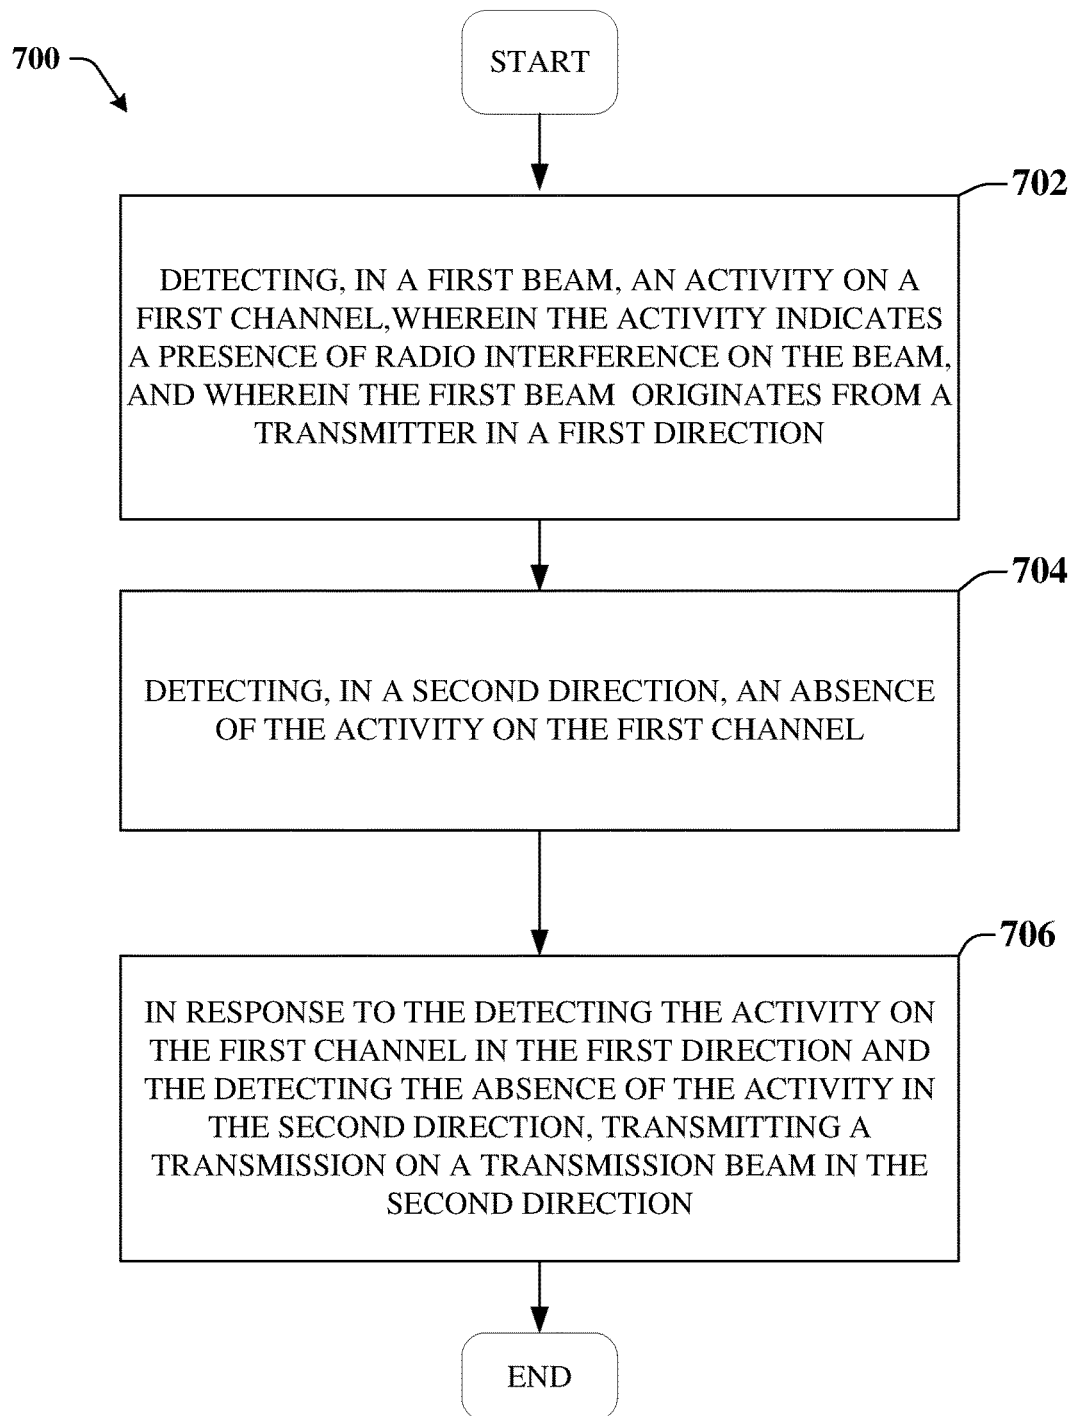 700
START
702
DETECTING, IN A FIRST BEAM, AN ACTIVITY ON A
FIRST CHANNEL,WHEREIN THE ACTIVITY INDICATES
A PRESENCE OF RADIO INTERFERENCE ON THE BEAM,
AND WHEREIN THE FIRST BEAM ORIGINATES FROM A
TRANSMITTER IN A FIRST DIRECTION
704
DETECTING, IN A SECOND DIRECTION, AN ABSENCE
OF THE ACTIVITY ON THE FIRST CHANNEL
706
IN RESPONSE TO THE DETECTING THE ACTIVITY ON
THE FIRST CHANNEL IN THE FIRST DIRECTION AND
THE DETECTING THE ABSENCE OF THE ACTIVITY IN
THE SECOND DIRECTION, TRANSMITTING A
TRANSMISSION ON A TRANSMISSION BEAM IN THE
SECOND DIRECTION
END